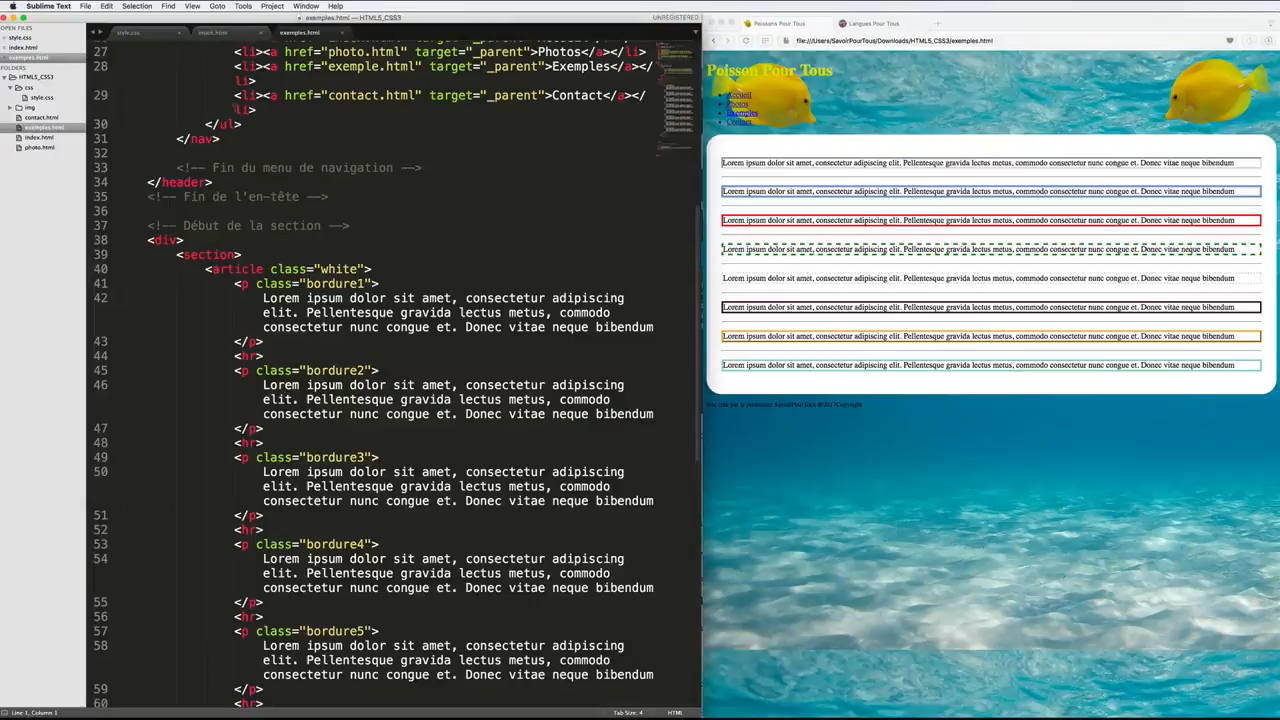 Sublime Text File Edit Selection Find View Goto Tools Project Window Help
exemples.html — HTML5_CSS3
UNREGISTERED
OPEN FILES
style.css
index.html
exemples.html
FOLDERS
HTML5_CSS3
css
style.css
img
contact.html
exemples.html
index.html
photo.html
style.css
exemples.html
27 <li><a href="photo.html" target="_parent">Photos</a></li>
28 <li><a href="exemple.html" target="_parent">Exemples</a></
li>
29 <li><a href="contact.html" target="_parent">Contact</a></
li>
30 </ul>
31 </nav>
32
33 <!-- Fin du menu de navigation -->
34 </header>
35 <!-- Fin de l'en-tête -->
36
37 <!-- Début de la section -->
38 <div>
39 <section>
40 <article class="white">
41 <p class="bordure1">
42 Lorem ipsum dolor sit amet, consectetur adipiscing
elit. Pellentesque gravida lectus metus, commodo
consectetur nunc congue et. Donec vitae neque bibendum
43 </p>
44 <hr>
45 <p class="bordure2">
46 Lorem ipsum dolor sit amet, consectetur adipiscing
elit. Pellentesque gravida lectus metus, commodo
consectetur nunc congue et. Donec vitae neque bibendum
47 </p>
48 <hr>
49 <p class="bordure3">
50 Lorem ipsum dolor sit amet, consectetur adipiscing
elit. Pellentesque gravida lectus metus, commodo
consectetur nunc congue et. Donec vitae neque bibendum
51 </p>
52 <hr>
53 <p class="bordure4">
54 Lorem ipsum dolor sit amet, consectetur adipiscing
elit. Pellentesque gravida lectus metus, commodo
consectetur nunc congue et. Donec vitae neque bibendum
55 </p>
56 <hr>
57 <p class="bordure5">
58 Lorem ipsum dolor sit amet, consectetur adipiscing
elit. Pellentesque gravida lectus metus, commodo
consectetur nunc congue et. Donec vitae neque bibendum
59 </p>
60 <hr>
Line 1, Column 1
Tab Size: 4
HTML
Poissons Pour Tous
Langues Pour Tous
file:///Users/SavoirPourTous/Downloads/HTML5_CSS3/exemples.html
Poisson Pour Tous
Accueil
Photos
Exemples
Contact
Lorem ipsum dolor sit amet, consectetur adipiscing elit. Pellentesque gravida lectus metus, commodo consectetur nunc congue et. Donec vitae neque bibendum
Lorem ipsum dolor sit amet, consectetur adipiscing elit. Pellentesque gravida lectus metus, commodo consectetur nunc congue et. Donec vitae neque bibendum
Lorem ipsum dolor sit amet, consectetur adipiscing elit. Pellentesque gravida lectus metus, commodo consectetur nunc congue et. Donec vitae neque bibendum
Lorem ipsum dolor sit amet, consectetur adipiscing elit. Pellentesque gravida lectus metus, commodo consectetur nunc congue et. Donec vitae neque bibendum
Lorem ipsum dolor sit amet, consectetur adipiscing elit. Pellentesque gravida lectus metus, commodo consectetur nunc congue et. Donec vitae neque bibendum
Lorem ipsum dolor sit amet, consectetur adipiscing elit. Pellentesque gravida lectus metus, commodo consectetur nunc congue et. Donec vitae neque bibendum
Lorem ipsum dolor sit amet, consectetur adipiscing elit. Pellentesque gravida lectus metus, commodo consectetur nunc congue et. Donec vitae neque bibendum
Lorem ipsum dolor sit amet, consectetur adipiscing elit. Pellentesque gravida lectus metus, commodo consectetur nunc congue et. Donec vitae neque bibendum